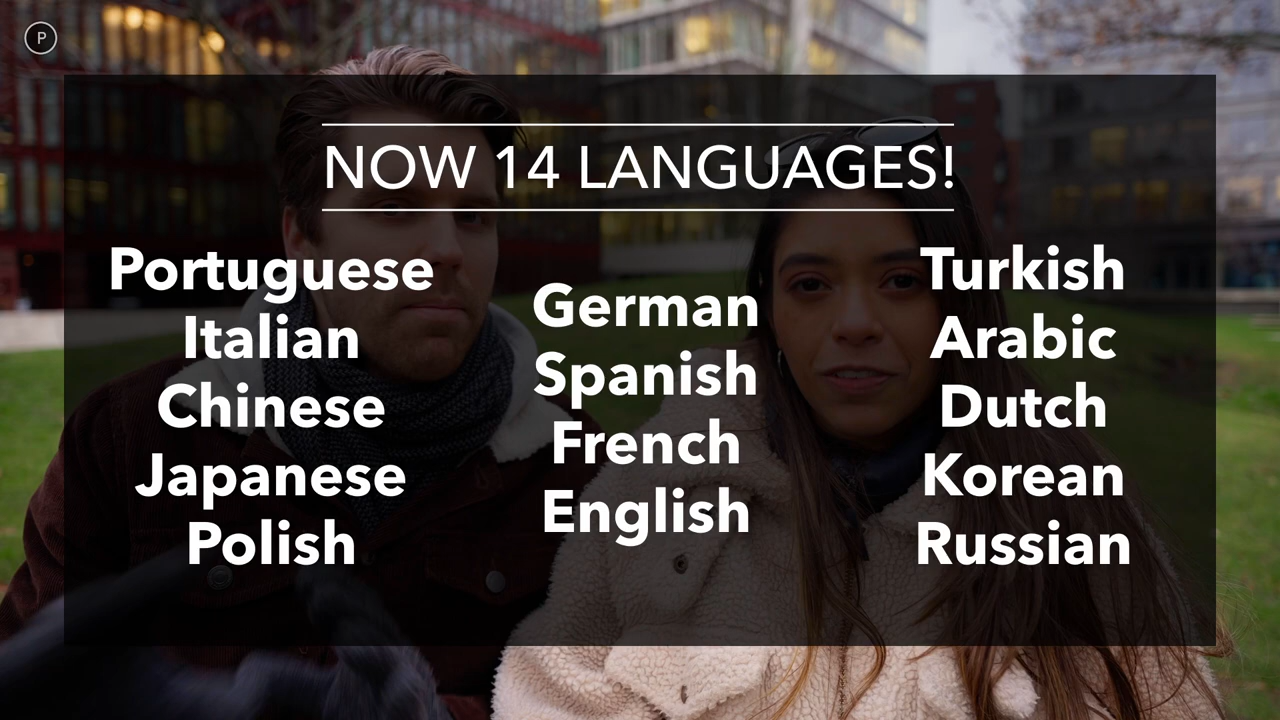 P
NOW 14 LANGUAGES!
Portuguese
Italian
Chinese
Japanese
Polish
German
Spanish
French
English
Turkish
Arabic
Dutch
Korean
Russian